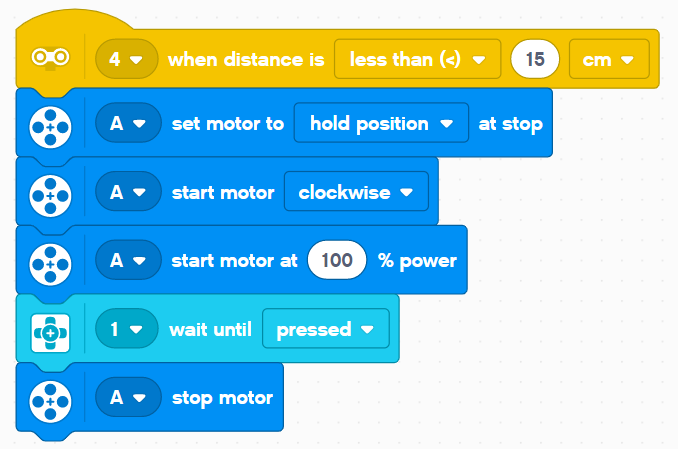 4 when distance is less than (<) 15 cm
A set motor to hold position at stop
A start motor clockwise
A start motor at 100 % power
1 wait until pressed
A stop motor